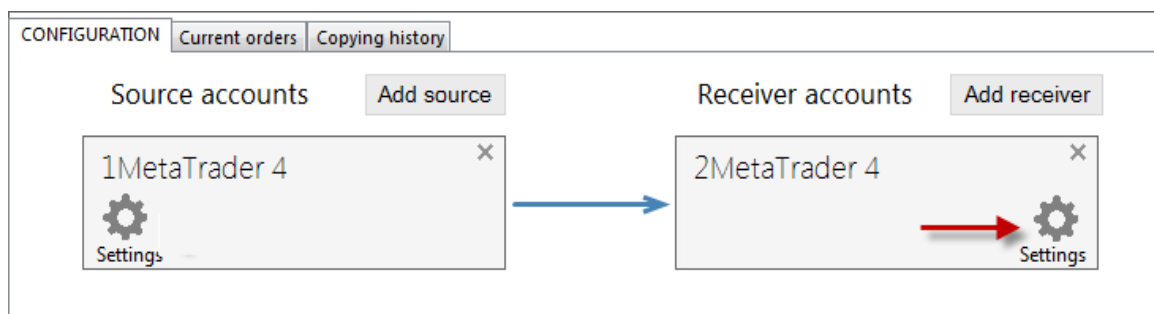 CONFIGURATION Current orders Copying history
Source accounts Add source Receiver accounts Add receiver
1MetaTrader 4 2MetaTrader 4
Settings Settings